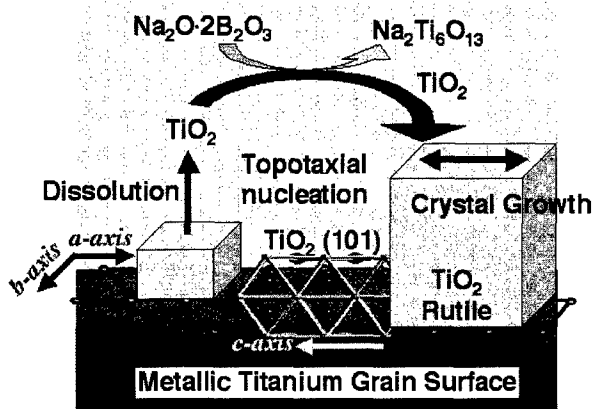 Na₂O·2B₂O₃
Na₂Ti₆O₁₃
TiO₂
TiO₂
Dissolution
Topotaxial
nucleation
Crystal Growth
a-axis
b-axis
TiO₂ (101)
TiO₂
Rutile
c-axis
Metallic Titanium Grain Surface